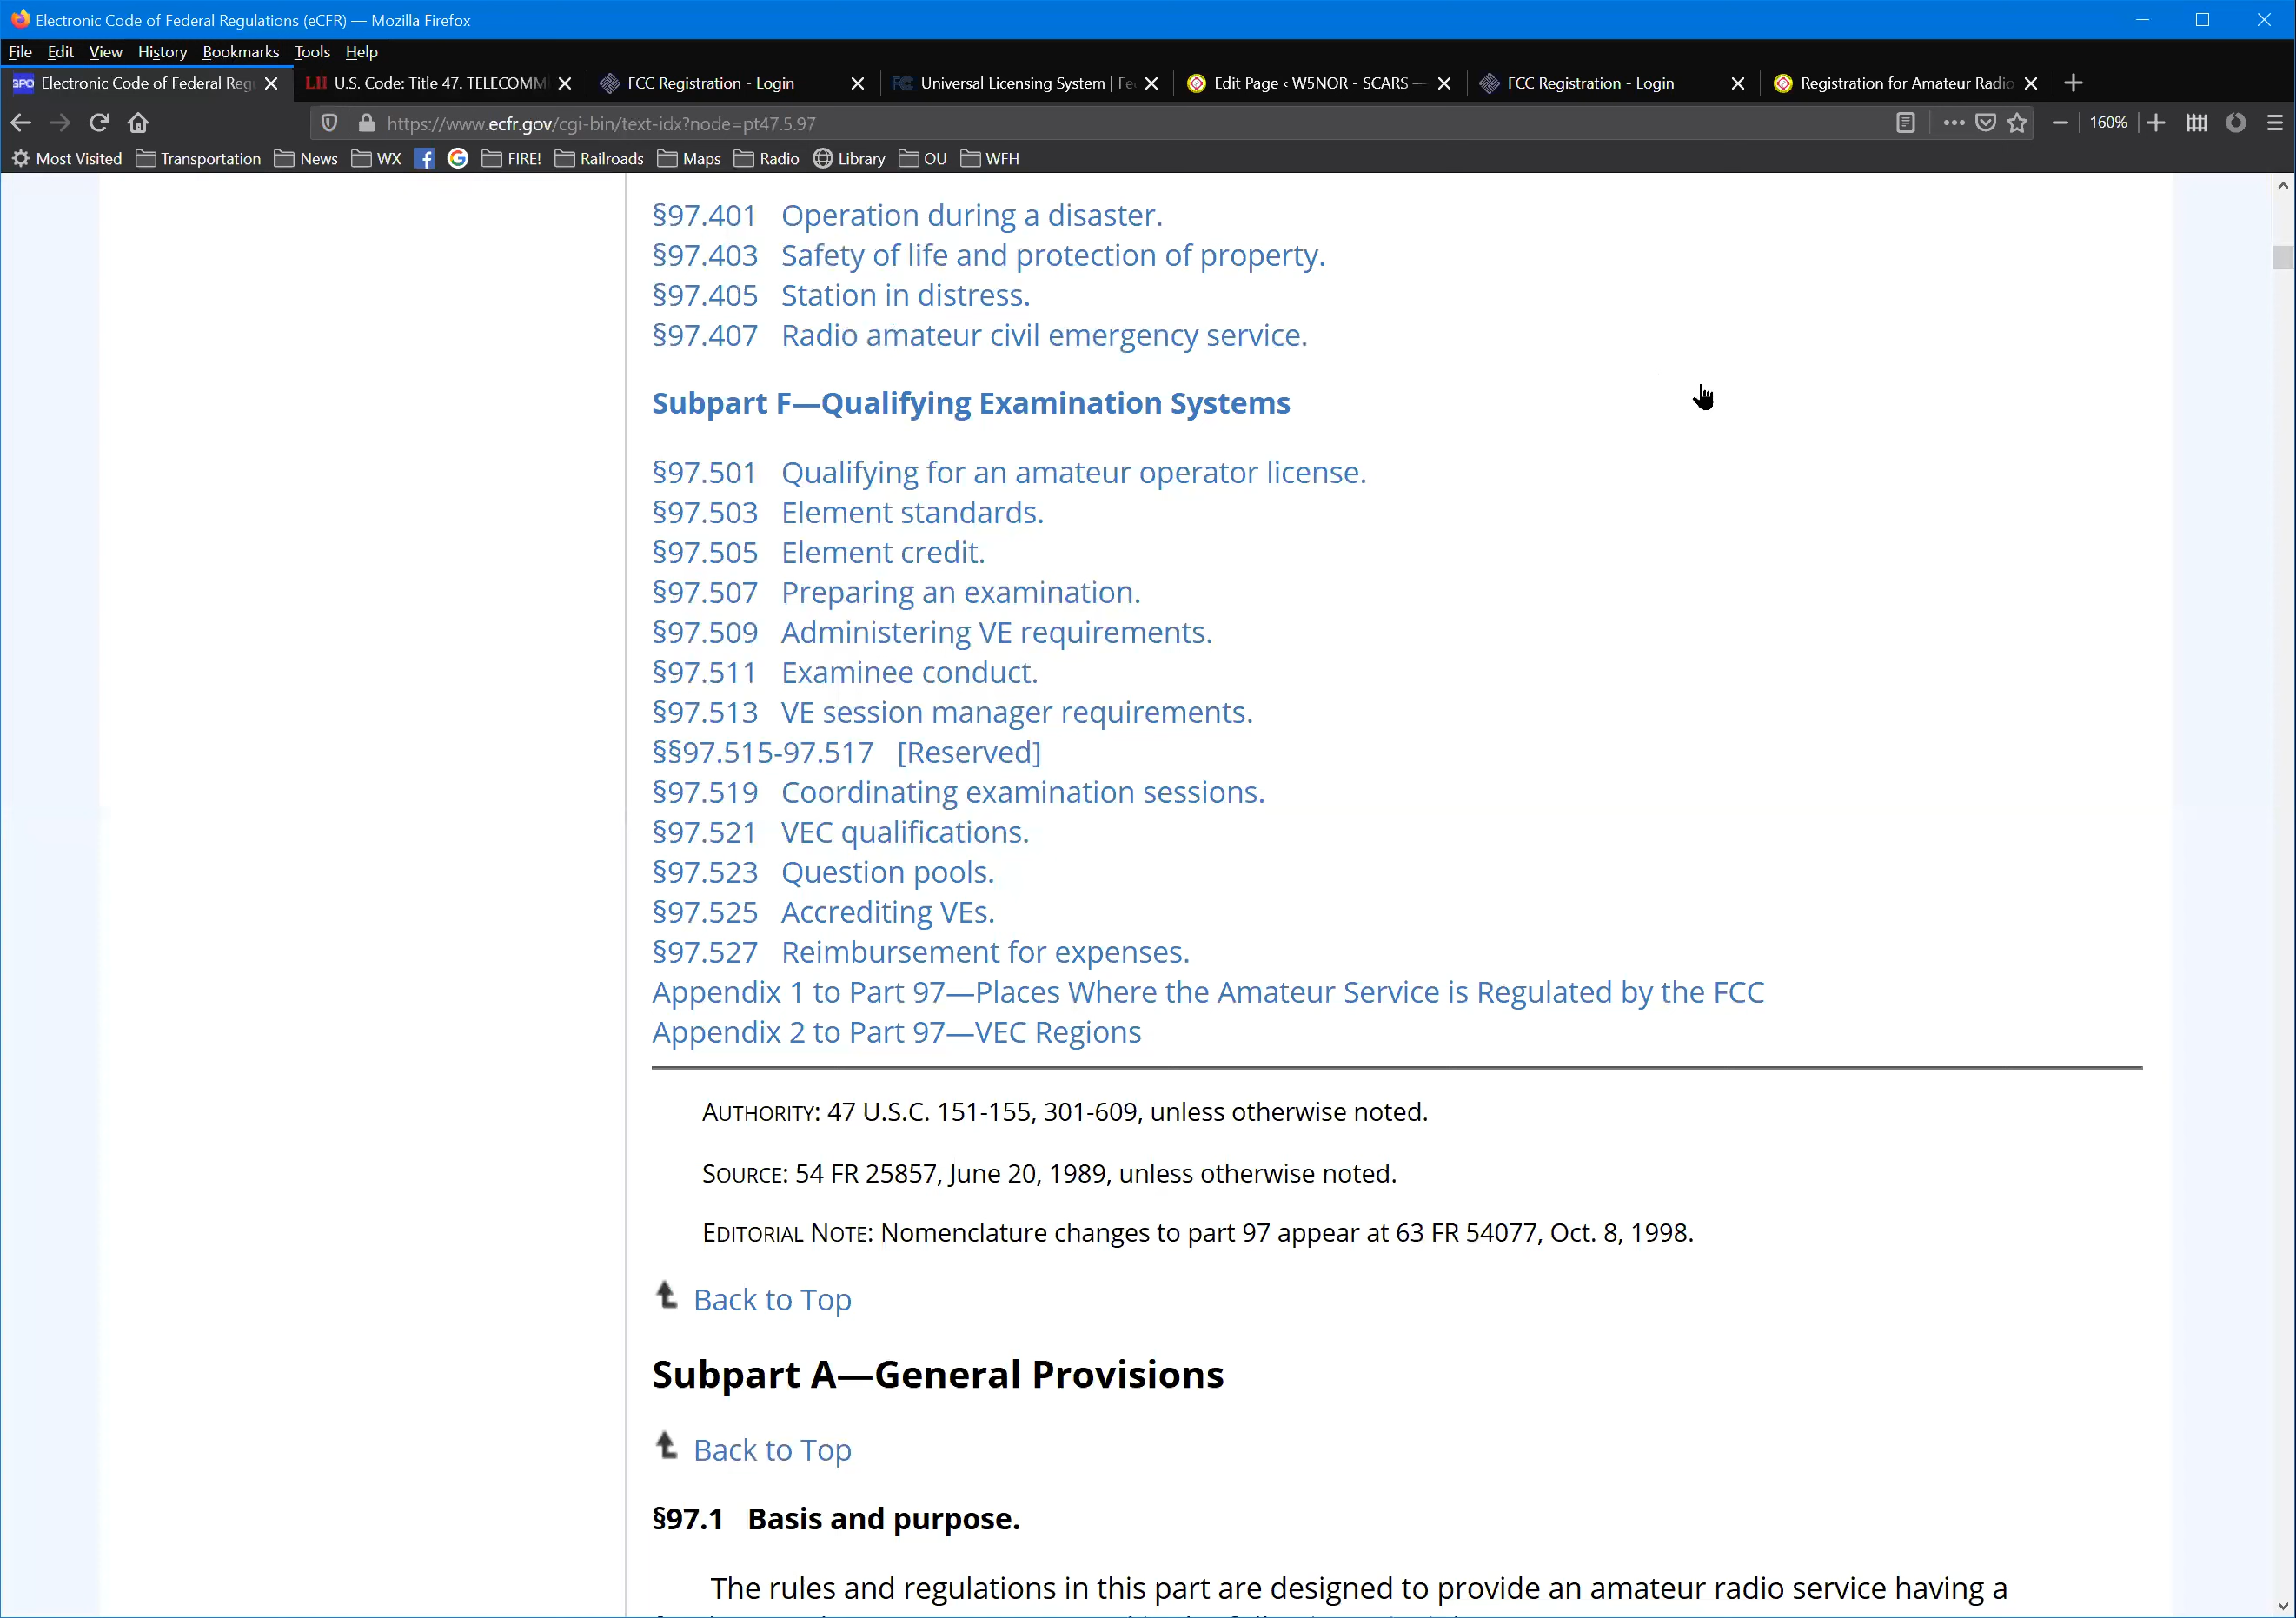 Electronic Code of Federal Regulations (eCFR) — Mozilla Firefox
File Edit View History Bookmarks Tools Help
GPO Electronic Code of Federal Reg LII U.S. Code: Title 47. TELECOMM FCC Registration - Login FC Universal Licensing System | Fe Edit Page ‹ W5NOR - SCARS — FCC Registration - Login Registration for Amateur Radio
https://www.ecfr.gov/cgi-bin/text-idx?node=pt47.5.97 160%
Most Visited Transportation News WX f G FIRE! Railroads Maps Radio Library OU WFH
§97.401 Operation during a disaster.
§97.403 Safety of life and protection of property.
§97.405 Station in distress.
§97.407 Radio amateur civil emergency service.
Subpart F—Qualifying Examination Systems
§97.501 Qualifying for an amateur operator license.
§97.503 Element standards.
§97.505 Element credit.
§97.507 Preparing an examination.
§97.509 Administering VE requirements.
§97.511 Examinee conduct.
§97.513 VE session manager requirements.
§§97.515-97.517 [Reserved]
§97.519 Coordinating examination sessions.
§97.521 VEC qualifications.
§97.523 Question pools.
§97.525 Accrediting VEs.
§97.527 Reimbursement for expenses.
Appendix 1 to Part 97—Places Where the Amateur Service is Regulated by the FCC
Appendix 2 to Part 97—VEC Regions
AUTHORITY: 47 U.S.C. 151-155, 301-609, unless otherwise noted.
SOURCE: 54 FR 25857, June 20, 1989, unless otherwise noted.
EDITORIAL NOTE: Nomenclature changes to part 97 appear at 63 FR 54077, Oct. 8, 1998.
Back to Top
Subpart A—General Provisions
Back to Top
§97.1 Basis and purpose.
The rules and regulations in this part are designed to provide an amateur radio service having a